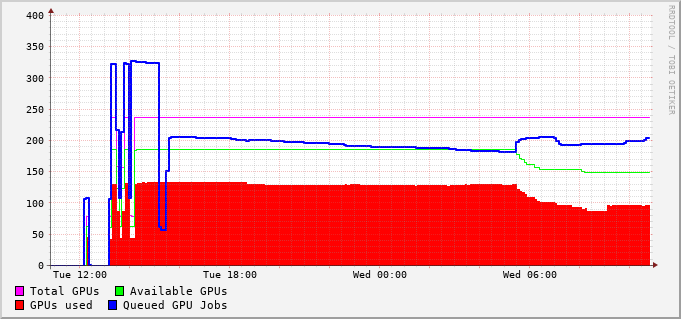 400
350
300
250
200
150
100
50
0
Tue 12:00 Tue 18:00 Wed 00:00 Wed 06:00
Total GPUs Available GPUs
GPUs used Queued GPU Jobs
RRDTOOL / TOBI OETIKER